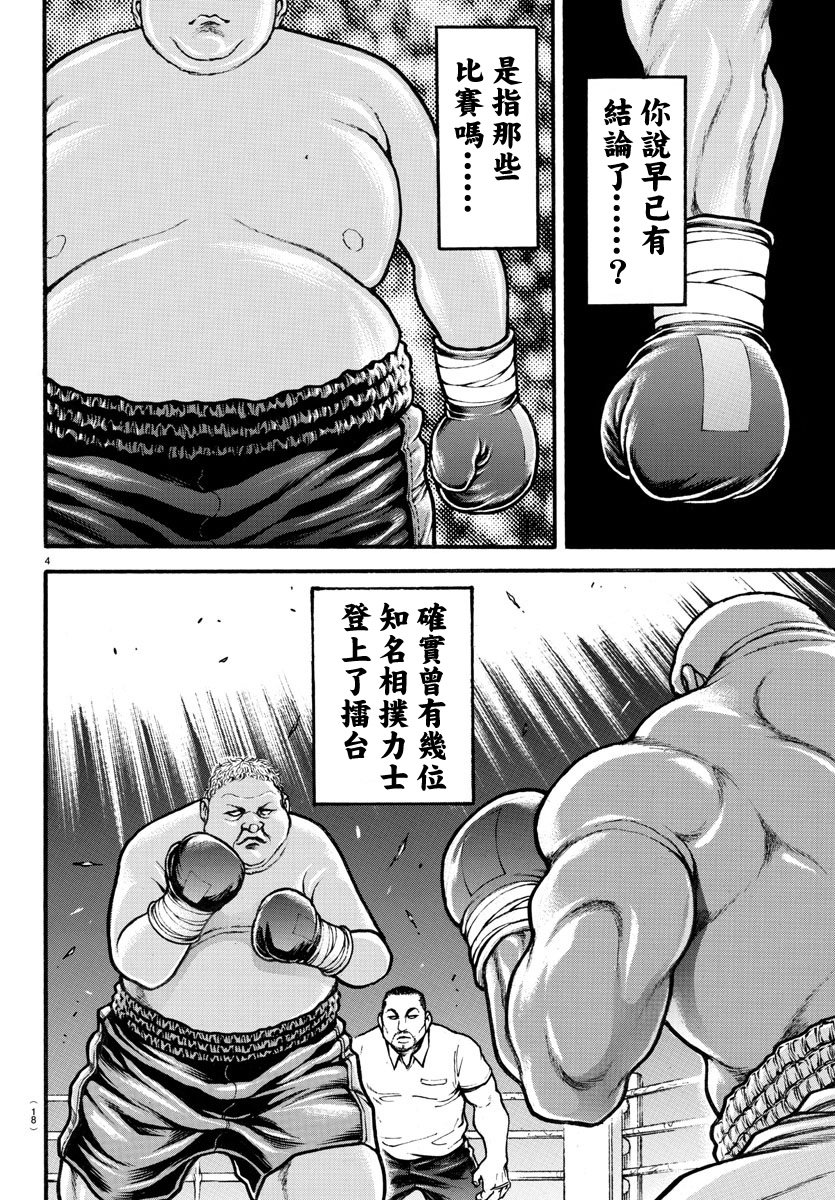 你說早已有
結論了……？
是指那些
比賽嗎……
4
確實曾有幾位
知名相撲力士
登上了擂台
（18）